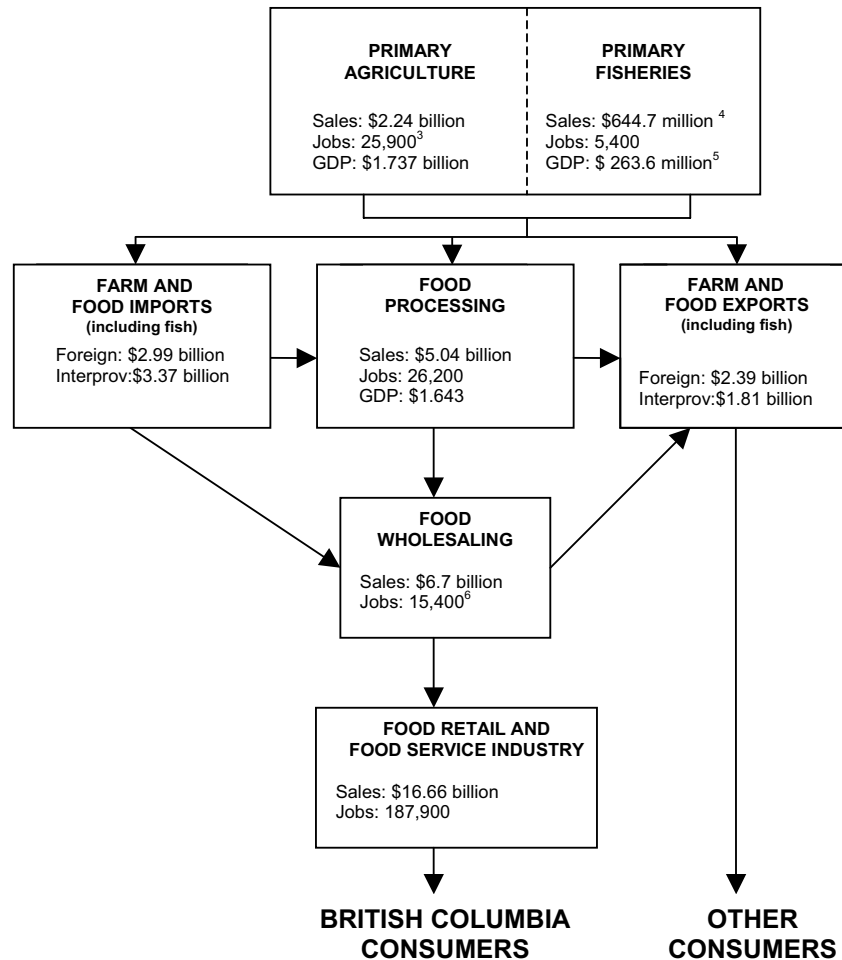 PRIMARY
AGRICULTURE
Sales: $2.24 billion
Jobs: 25,900³
GDP: $1.737 billion
PRIMARY
FISHERIES
Sales: $644.7 million ⁴
Jobs: 5,400
GDP: $ 263.6 million⁵
FARM AND
FOOD IMPORTS
(including fish)
Foreign: $2.99 billion
Interprov:$3.37 billion
FOOD
PROCESSING
Sales: $5.04 billion
Jobs: 26,200
GDP: $1.643
FARM AND
FOOD EXPORTS
(including fish)
Foreign: $2.39 billion
Interprov:$1.81 billion
FOOD
WHOLESALING
Sales: $6.7 billion
Jobs: 15,400⁶
FOOD RETAIL AND
FOOD SERVICE INDUSTRY
Sales: $16.66 billion
Jobs: 187,900
BRITISH COLUMBIA
CONSUMERS
OTHER
CONSUMERS